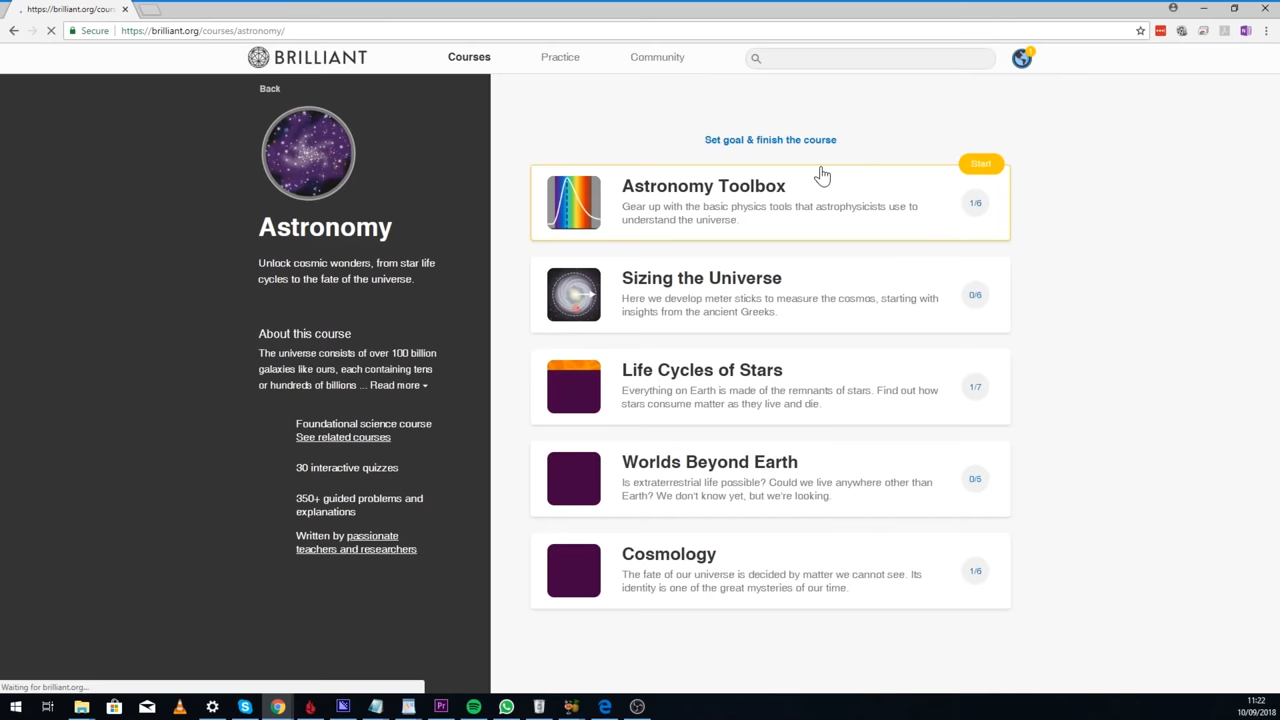 https://brilliant.org/cour
Secure https://brilliant.org/courses/astronomy/
BRILLIANT
Courses
Practice
Community
1
Back
Astronomy
Unlock cosmic wonders, from star life
cycles to the fate of the universe.
About this course
The universe consists of over 100 billion
galaxies like ours, each containing tens
or hundreds of billions ... Read more
Foundational science course
See related courses
30 interactive quizzes
350+ guided problems and
explanations
Written by passionate
teachers and researchers
Set goal & finish the course
Start
Astronomy Toolbox
Gear up with the basic physics tools that astrophysicists use to
understand the universe.
1/6
Sizing the Universe
Here we develop meter sticks to measure the cosmos, starting with
insights from the ancient Greeks.
0/6
Life Cycles of Stars
Everything on Earth is made of the remnants of stars. Find out how
stars consume matter as they live and die.
1/7
Worlds Beyond Earth
Is extraterrestrial life possible? Could we live anywhere other than
Earth? We don't know yet, but we're looking.
0/5
Cosmology
The fate of our universe is decided by matter we cannot see. Its
identity is one of the great mysteries of our time.
1/6
Waiting for brilliant.org...
Pr
11:22
10/09/2018